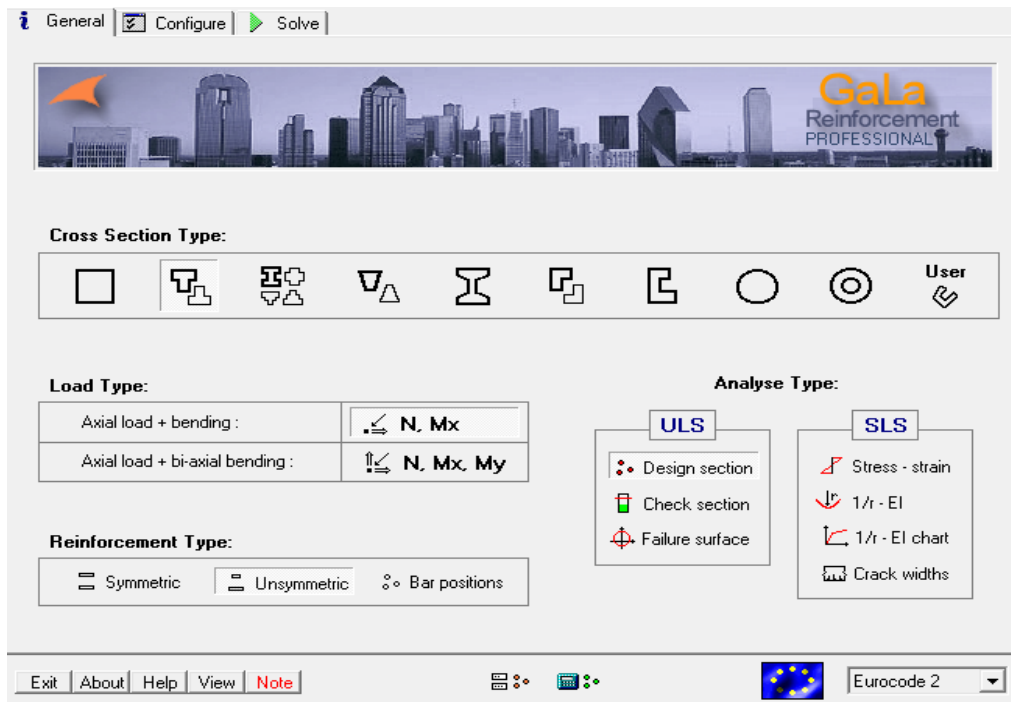 General Configure Solve
GaLa
Reinforcement
PROFESSIONAL
Cross Section Type:
User
Load Type:
Axial load + bending : N, Mx
Axial load + bi-axial bending : N, Mx, My
Reinforcement Type:
Symmetric Unsymmetric Bar positions
Analyse Type:
ULS
Design section
Check section
Failure surface
SLS
Stress - strain
1/r - EI
1/r - EI chart
Crack widths
Exit About Help View Note Eurocode 2